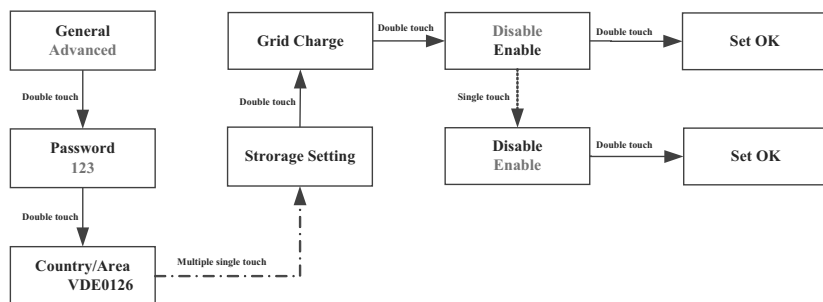 General
Advanced
Double touch
Password
123
Double touch
Country/Area
VDE0126
Multiple single touch
Strorage Setting
Double touch
Grid Charge
Double touch
Disable
Enable
Double touch
Set OK
Single touch
Disable
Enable
Double touch
Set OK